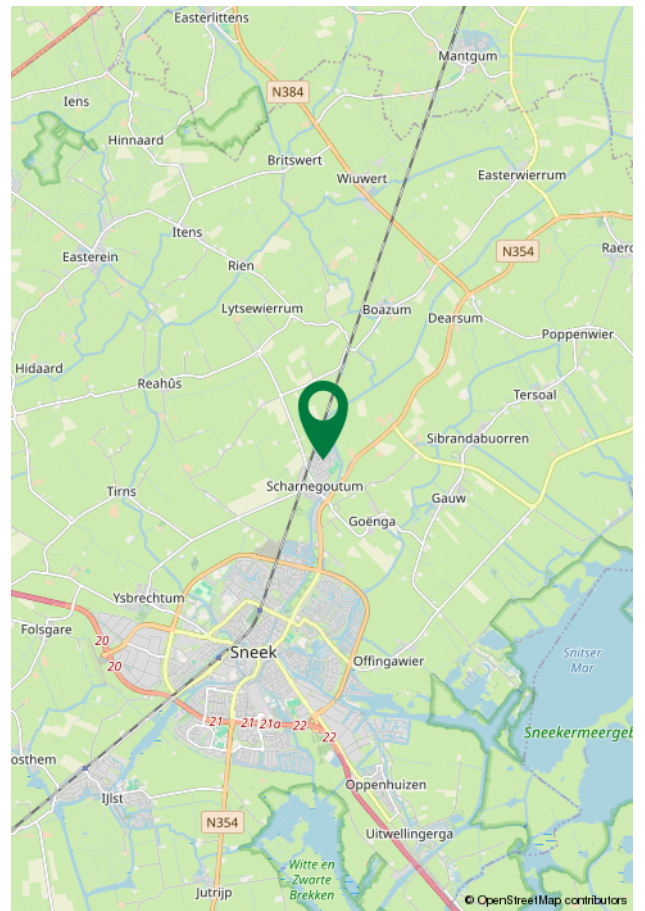 Easterlittens
Mantgum
N384
Iens
Hinnaard
Britswert
Wiuwert
Easterwierrum
Itens
N354
Raerd
Easterein
Rien
Lytsewierrum
Boazum
Dearsum
Poppenwier
Hidaard
Reahûs
Tersoal
Sibrandabuorren
Scharnegoutum
Tirns
Gauw
Goënga
Ysbrechtum
Folsgare
20
20
Sneek
Offingawier
Snitser
Mar
21
21
21a
22
22
Sneekermeergeb
osthem
Oppenhuizen
IJlst
N354
Uitwellingerga
Witte en
Zwarte
Brekken
Jutrijp
© OpenStreetMap contributors